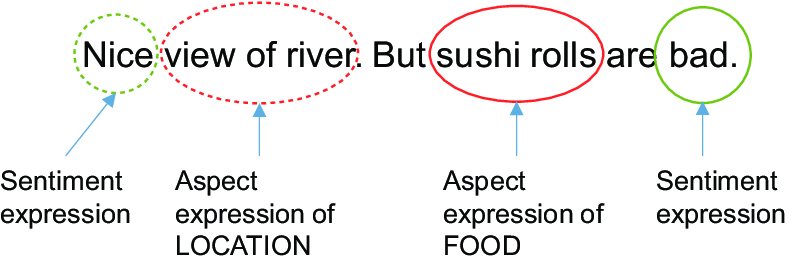 Nice view of river. But sushi rolls are bad.
Sentiment
expression
Aspect
expression of
LOCATION
Aspect
expression of
FOOD
Sentiment
expression